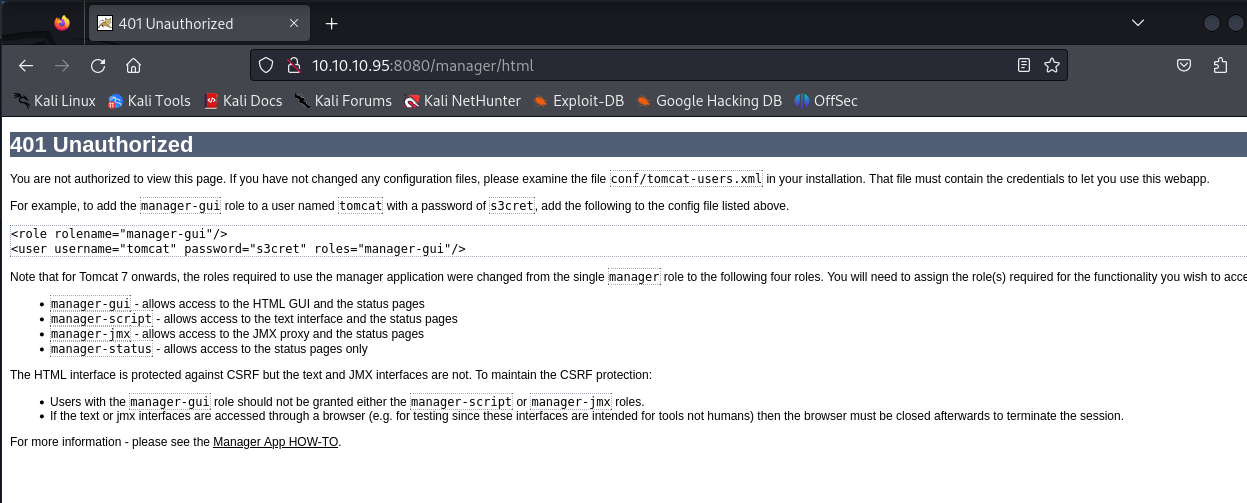 401 Unauthorized
10.10.10.95:8080/manager/html
Kali Linux Kali Tools Kali Docs Kali Forums Kali NetHunter Exploit-DB Google Hacking DB OffSec
401 Unauthorized
You are not authorized to view this page. If you have not changed any configuration files, please examine the file conf/tomcat-users.xml in your installation. That file must contain the credentials to let you use this webapp.
For example, to add the manager-gui role to a user named tomcat with a password of s3cret, add the following to the config file listed above.
<role rolename="manager-gui"/>
<user username="tomcat" password="s3cret" roles="manager-gui"/>
Note that for Tomcat 7 onwards, the roles required to use the manager application were changed from the single manager role to the following four roles. You will need to assign the role(s) required for the functionality you wish to acce
manager-gui - allows access to the HTML GUI and the status pages
manager-script - allows access to the text interface and the status pages
manager-jmx - allows access to the JMX proxy and the status pages
manager-status - allows access to the status pages only
The HTML interface is protected against CSRF but the text and JMX interfaces are not. To maintain the CSRF protection:
Users with the manager-gui role should not be granted either the manager-script or manager-jmx roles.
If the text or jmx interfaces are accessed through a browser (e.g. for testing since these interfaces are intended for tools not humans) then the browser must be closed afterwards to terminate the session.
For more information - please see the Manager App HOW-TO.